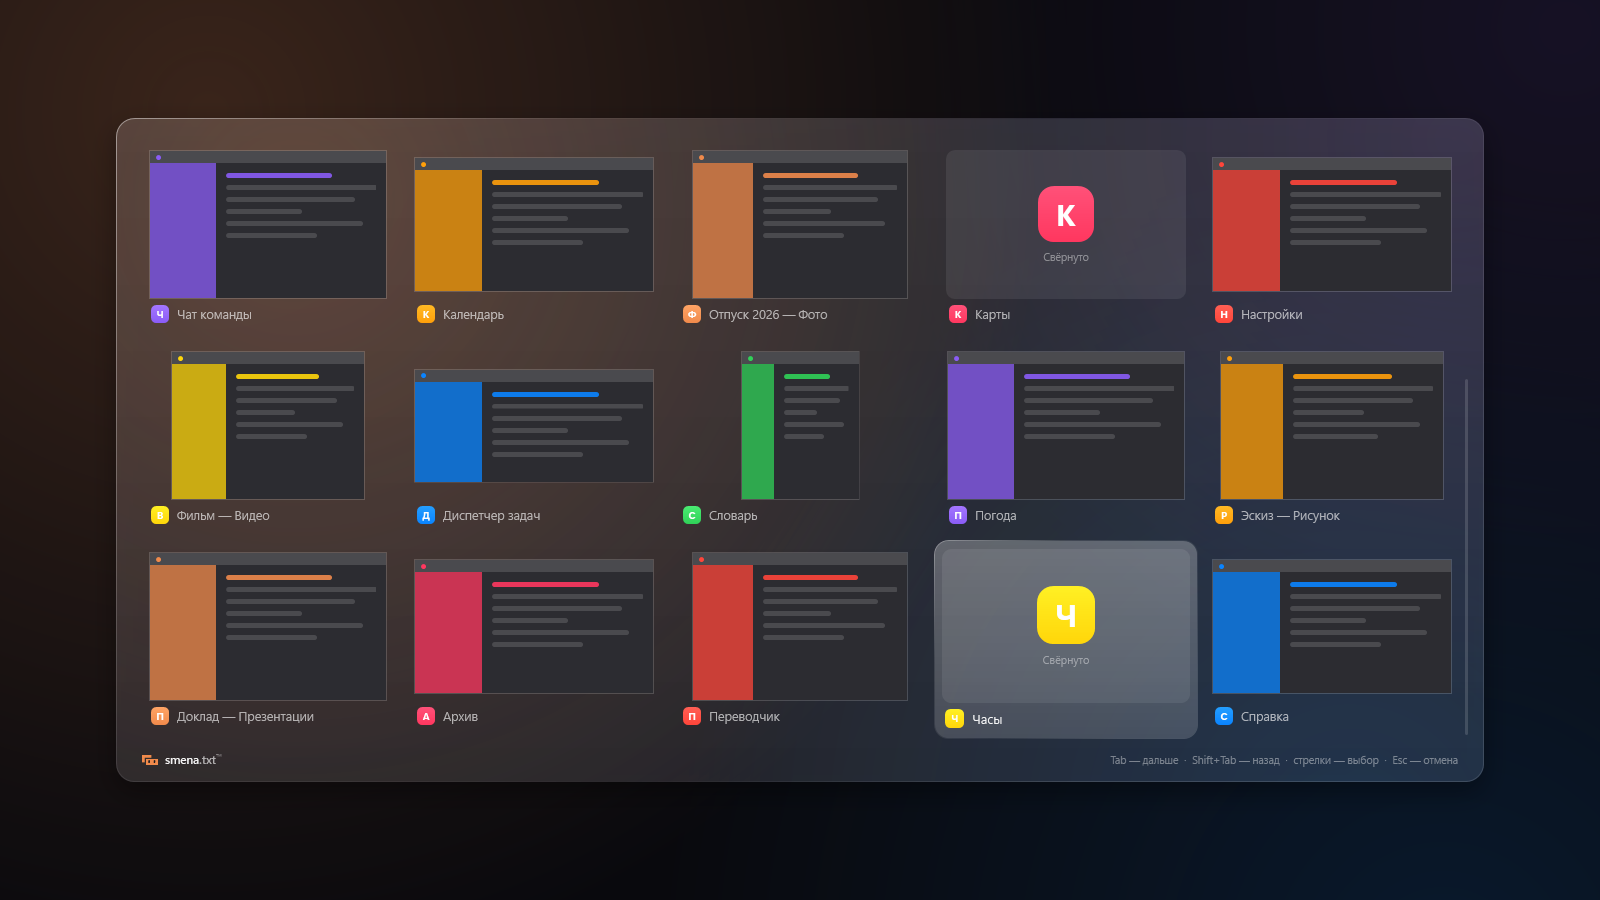 К
Свёрнуто
Ч Чат команды
К Календарь
Ф Отпуск 2026 — Фото
К Карты
Н Настройки
В Фильм — Видео
Д Диспетчер задач
С Словарь
П Погода
Р Эскиз — Рисунок
Ч
Свёрнуто
П Доклад — Презентации
А Архив
П Переводчик
Ч Часы
С Справка
smena.txt™
Tab — дальше · Shift+Tab — назад · стрелки — выбор · Esc — отмена